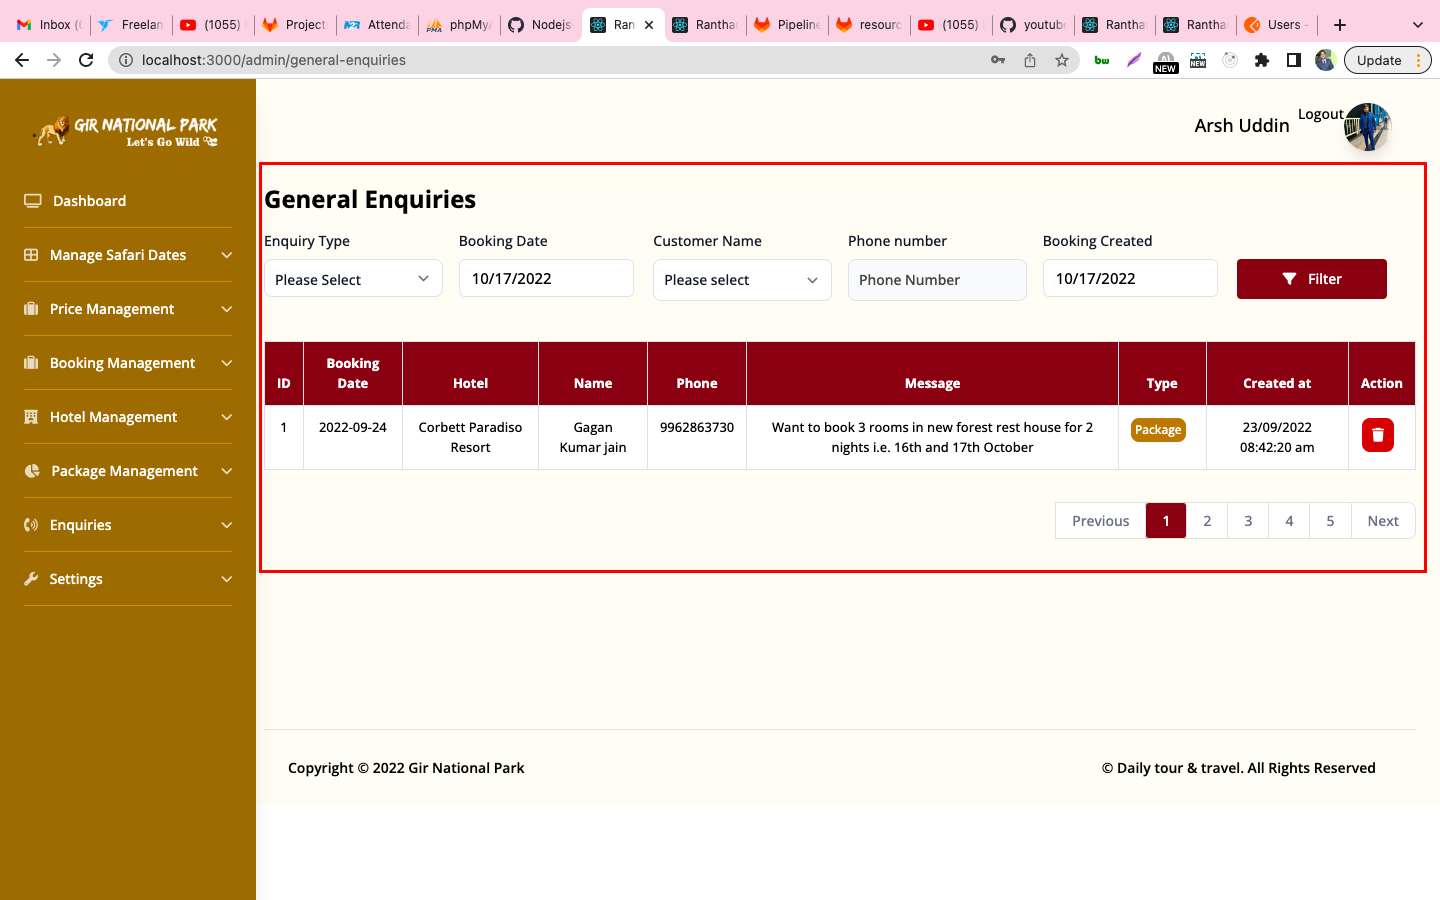 Inbox (
Freelan
(1055)
Project
Attenda
phpMyA
Nodejs
Ran
Ranthar
Pipeline
resourc
(1055)
youtube
Rantha
Rantha
Users -
localhost:3000/admin/general-enquiries
NEW
NEW
Update
GIR NATIONAL PARK
Let's Go Wild
Arsh Uddin
Logout
Dashboard
Manage Safari Dates
Price Management
Booking Management
Hotel Management
Package Management
Enquiries
Settings
General Enquiries
Enquiry Type
Booking Date
Customer Name
Phone number
Booking Created
Please Select
10/17/2022
Please select
Phone Number
10/17/2022
Filter
ID
Booking
Date
Hotel
Name
Phone
Message
Type
Created at
Action
1
2022-09-24
Corbett Paradiso
Resort
Gagan
Kumar jain
9962863730
Want to book 3 rooms in new forest rest house for 2
nights i.e. 16th and 17th October
Package
23/09/2022
08:42:20 am
Previous
1
2
3
4
5
Next
Copyright © 2022 Gir National Park
© Daily tour & travel. All Rights Reserved